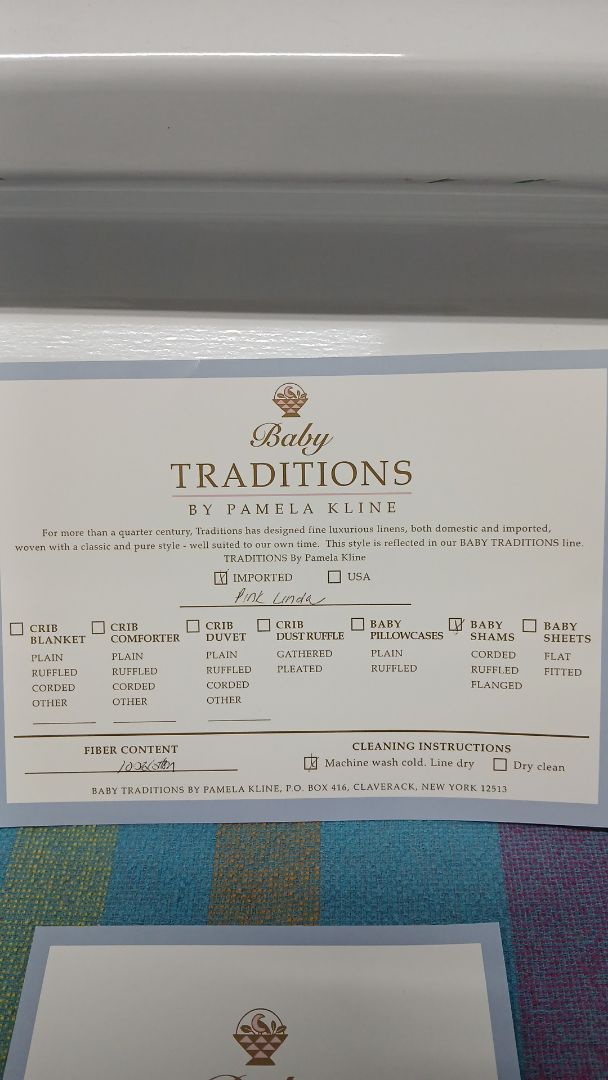 Baby
TRADITIONS
BY PAMELA KLINE
For more than a quarter century, Traditions has designed fine luxurious linens, both domestic and imported,
woven with a classic and pure style - well suited to our own time. This style is reflected in our BABY TRADITIONS line.
TRADITIONS By Pamela Kline
IMPORTED USA
Pink Linda
CRIB BLANKET
PLAIN
RUFFLED
CORDED
OTHER
CRIB COMFORTER
PLAIN
RUFFLED
CORDED
OTHER
CRIB DUVET
PLAIN
RUFFLED
CORDED
OTHER
CRIB DUST RUFFLE
GATHERED
PLEATED
BABY PILLOWCASES
PLAIN
RUFFLED
BABY SHAMS
CORDED
RUFFLED
FLANGED
BABY SHEETS
FLAT
FITTED
FIBER CONTENT
100% cotton
CLEANING INSTRUCTIONS
Machine wash cold. Line dry Dry clean
BABY TRADITIONS BY PAMELA KLINE, P.O. BOX 416, CLAVERACK, NEW YORK 12513